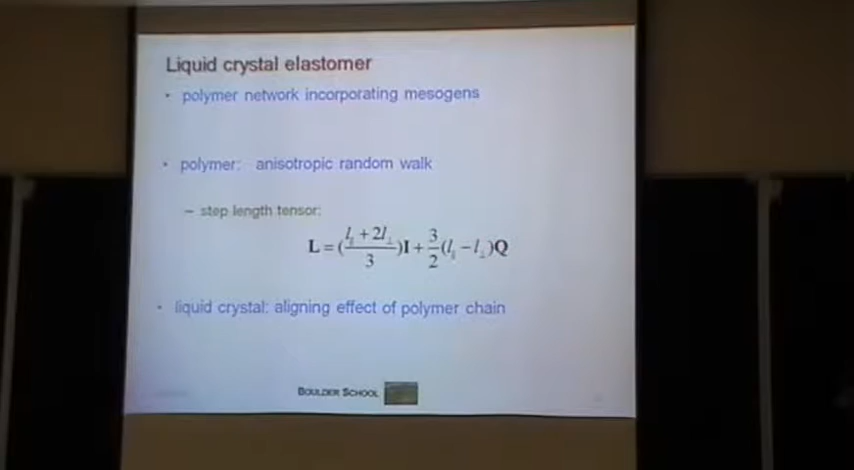 Liquid crystal elastomer
• polymer network incorporating mesogens
• polymer: anisotropic random walk
– step length tensor:
L = ( (l∥ + 2l⊥) / 3 ) I + 3/2 (l∥ − l⊥) Q
• liquid crystal: aligning effect of polymer chain
BOULDER SCHOOL